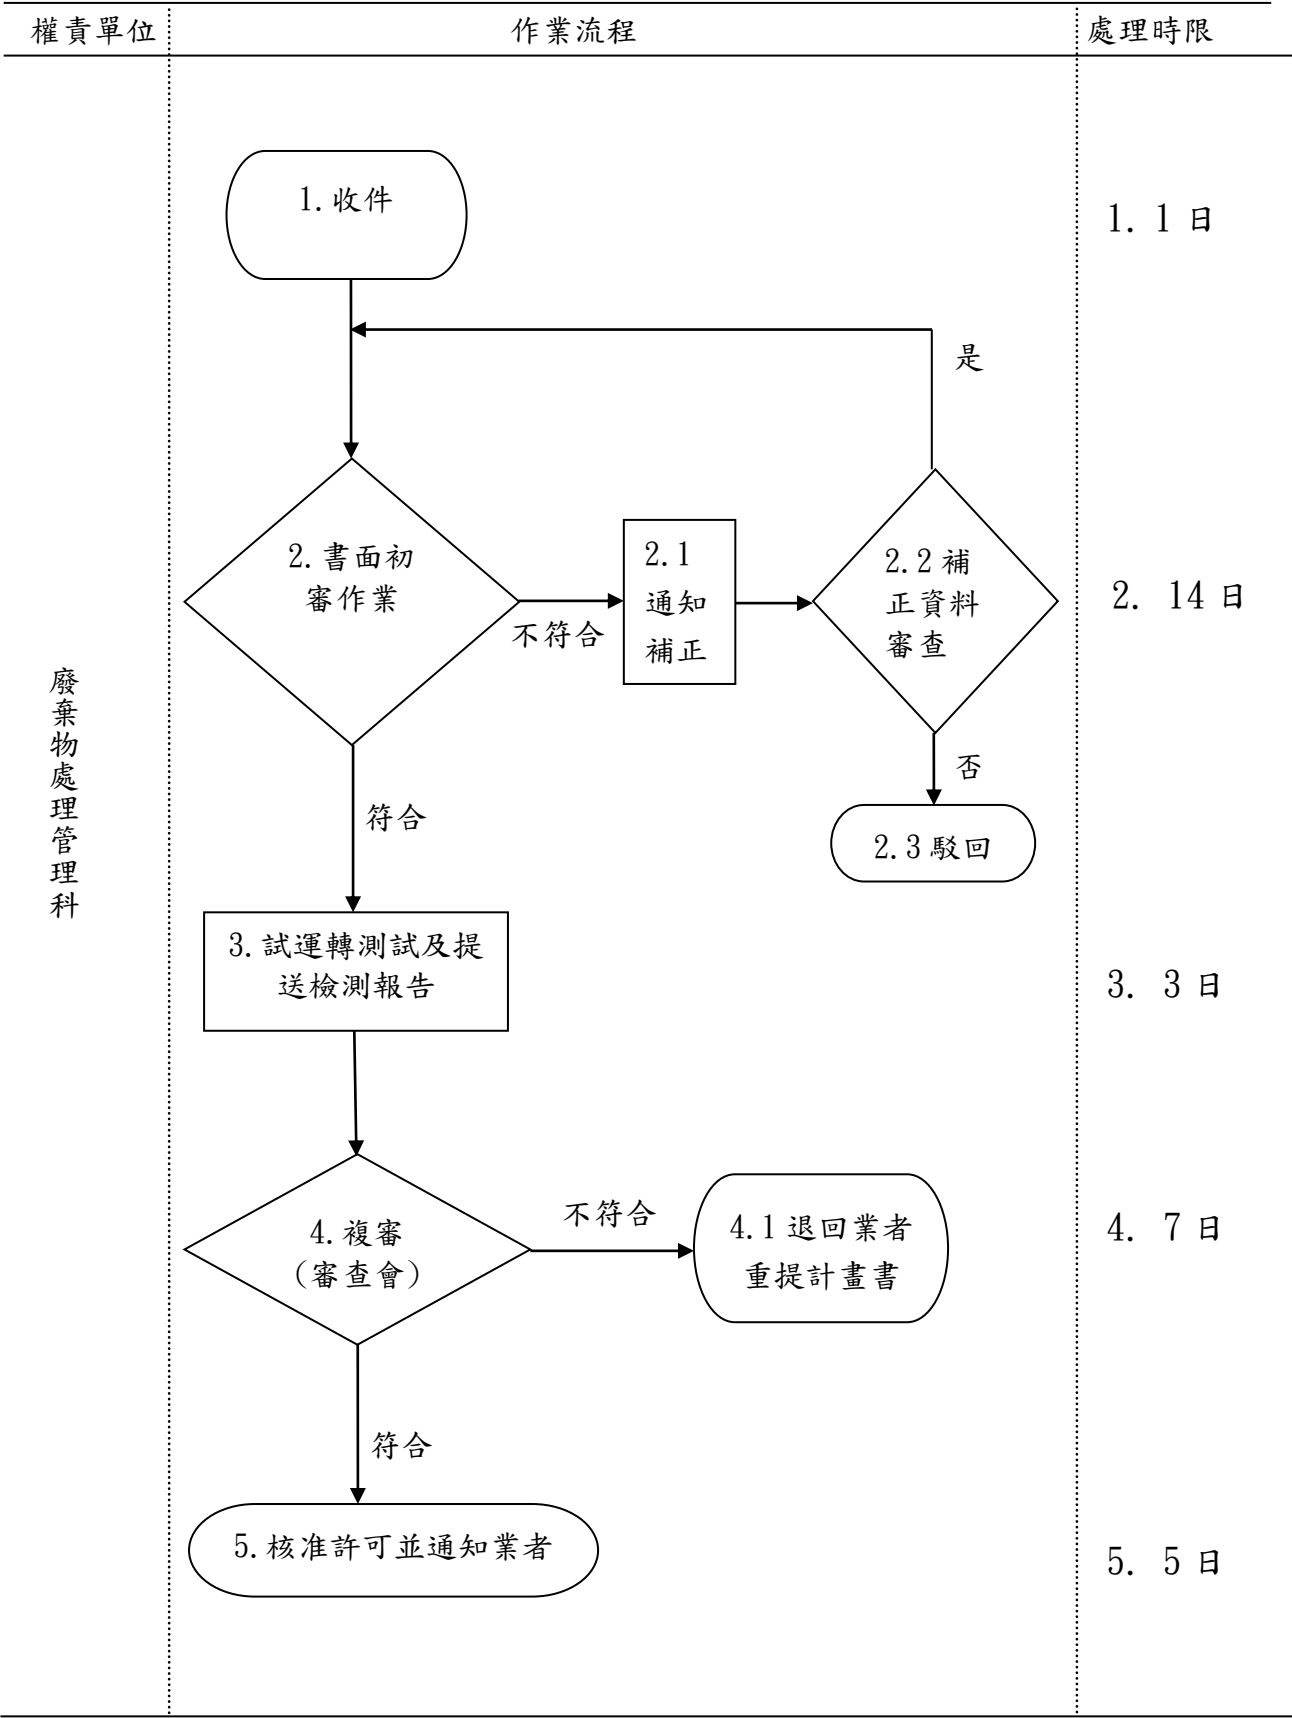 權責單位
作業流程
處理時限
1.收件
1. 1日
是
2.書面初
審作業
不符合
2.1
通知
補正
2.2補
正資料
審查
2. 14日
否
2.3駁回
符合
廢棄物處理管理科
3.試運轉測試及提
送檢測報告
3. 3日
4.複審
(審查會)
不符合
4.1退回業者
重提計畫書
4. 7日
符合
5.核准許可並通知業者
5. 5日